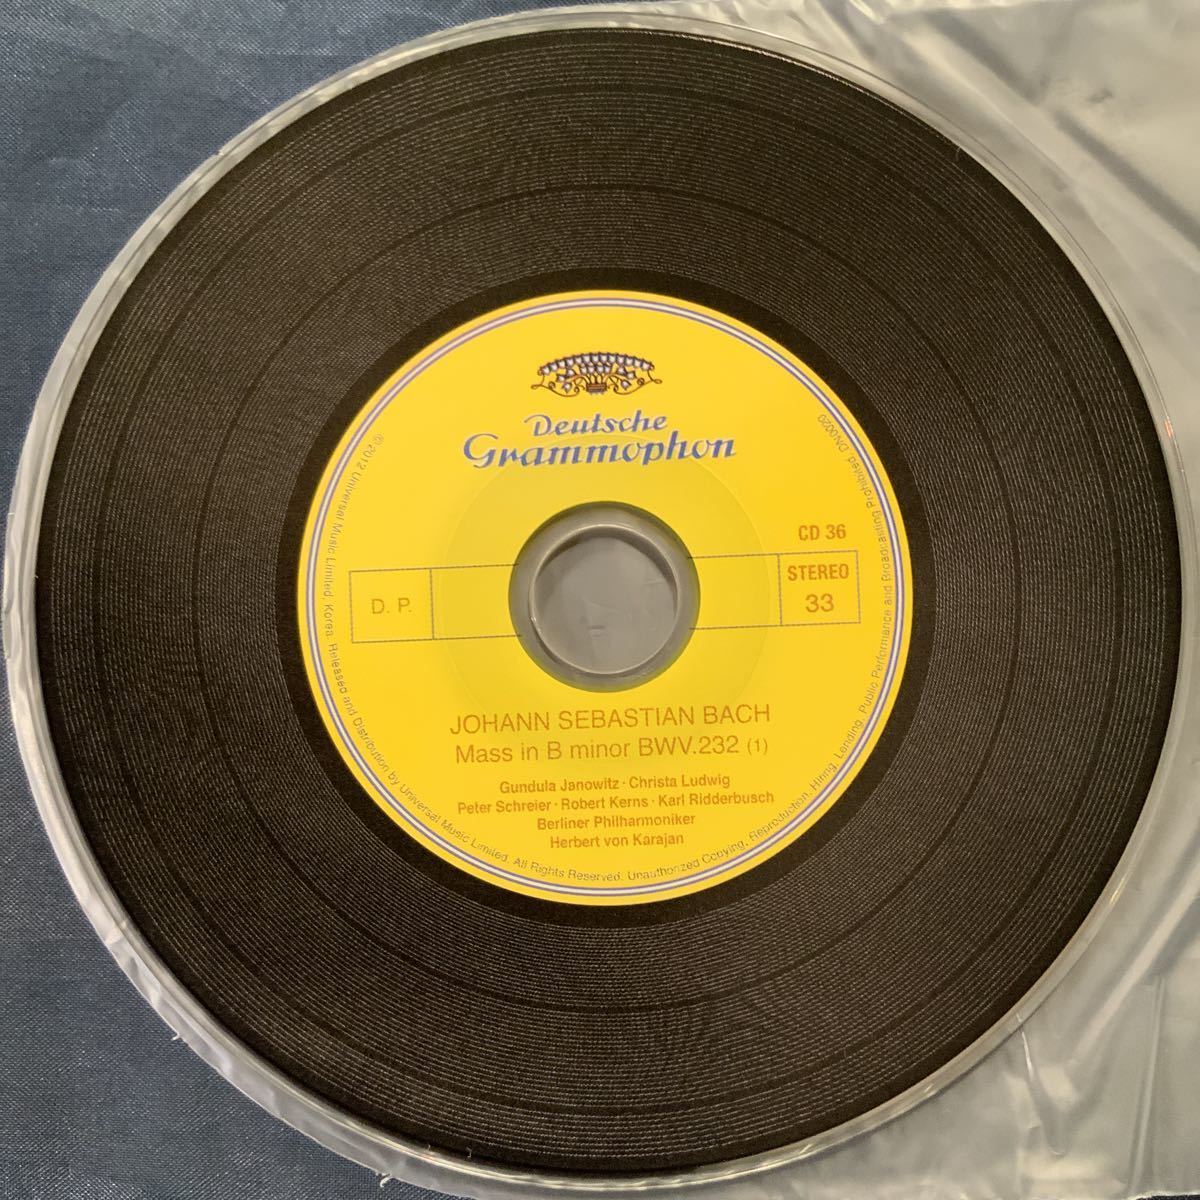 Deutsche
Grammophon
CD 36
D. P.
STEREO
33
JOHANN SEBASTIAN BACH
Mass in B minor BWV.232 (1)
Gundula Janowitz · Christa Ludwig
Peter Schreier · Robert Kerns · Karl Ridderbusch
Berliner Philharmoniker
Herbert von Karajan
℗ 2012 Universal Music Limited, Korea. Released and Distribution by Universal Music Limited. All Rights Reserved. Unauthorized Copying, Reproduction, Hiring, Lending, Public Performance and Broadcasting Prohibited. DN0020